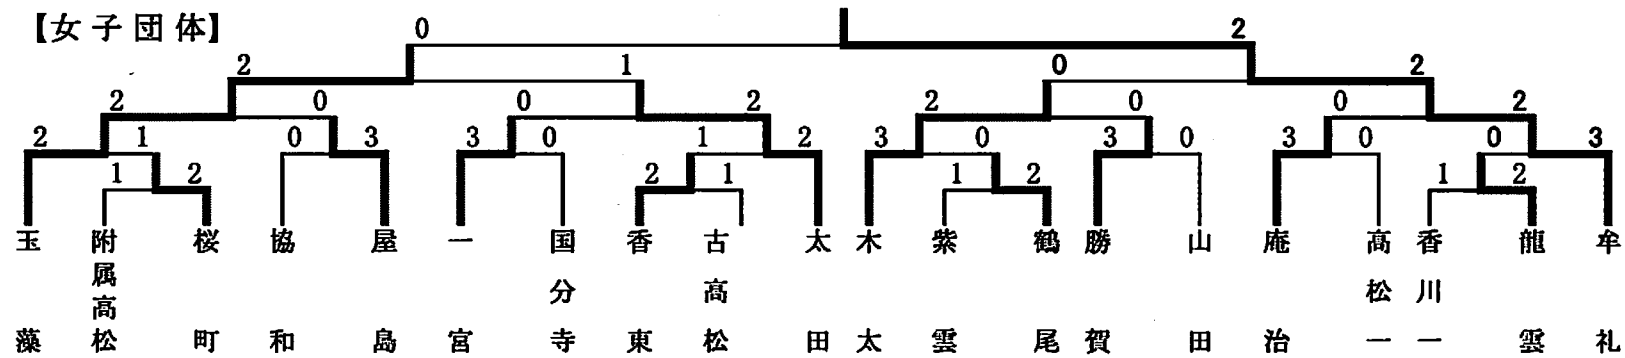 【女子団体】
0 2
2 1 0 2
2 0 0 2 2 0 0 2
2 1 0 3 3 0 1 2 3 0 3 0 3 0 0 3
1 2 2 1 1 2 1 2
玉藻 附属高松 桜町 協和 屋島 一宮 国分寺 香東 古高松 太田 木太 紫雲 鶴尾 勝賀 山田 庵治 高松一 香川一 龍雲 牟礼